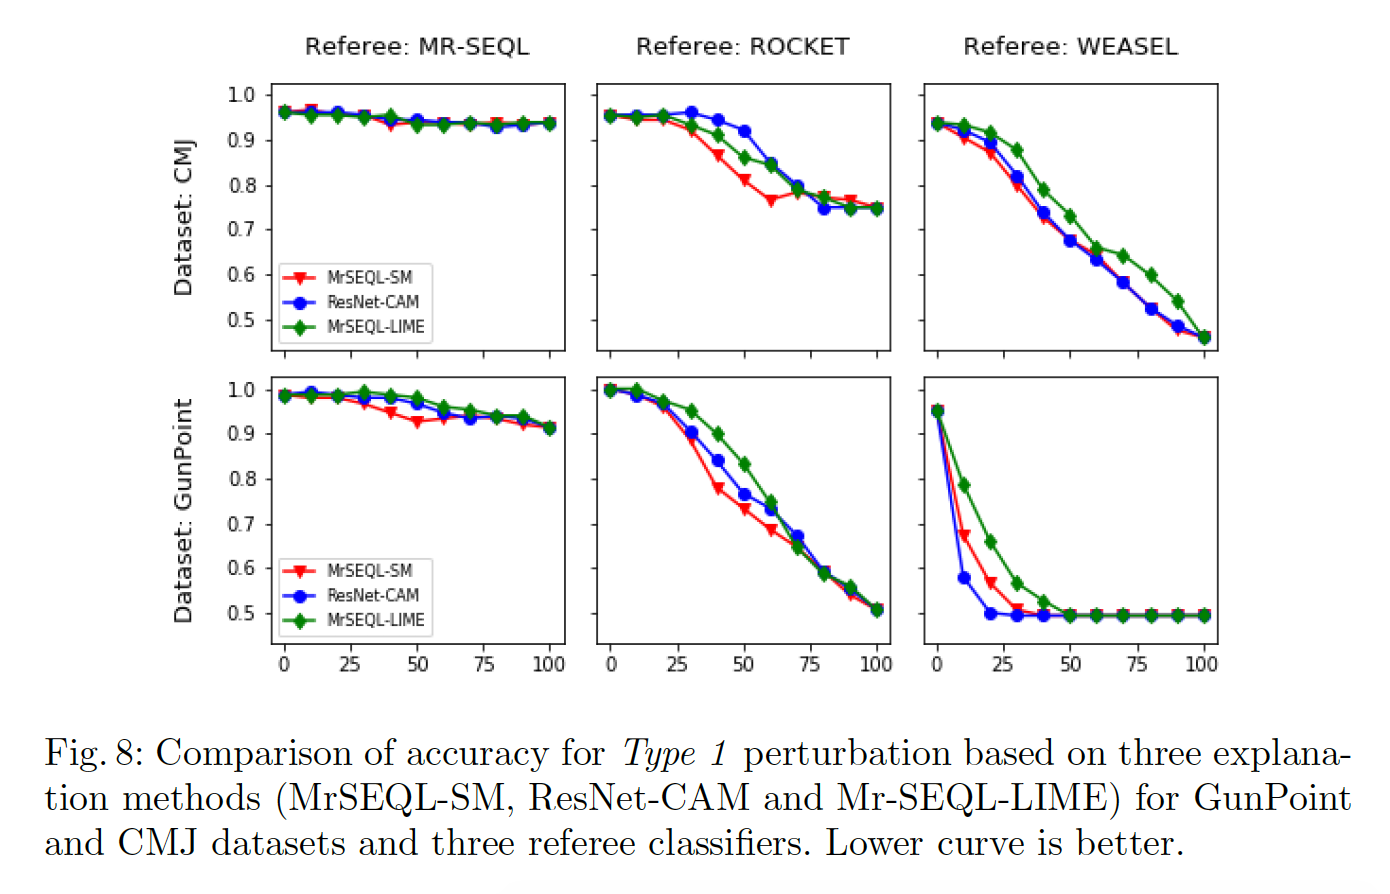 Referee: MR-SEQL Referee: ROCKET Referee: WEASEL
Dataset: CMJ
1.0
0.9
0.8
0.7
0.6
0.5
MrSEQL-SM
ResNet-CAM
MrSEQL-LIME
Dataset: GunPoint
1.0
0.9
0.8
0.7
0.6
0.5
MrSEQL-SM
ResNet-CAM
MrSEQL-LIME
0 25 50 75 100 0 25 50 75 100 0 25 50 75 100
Fig. 8: Comparison of accuracy for Type 1 perturbation based on three explana-
tion methods (MrSEQL-SM, ResNet-CAM and Mr-SEQL-LIME) for GunPoint
and CMJ datasets and three referee classifiers. Lower curve is better.